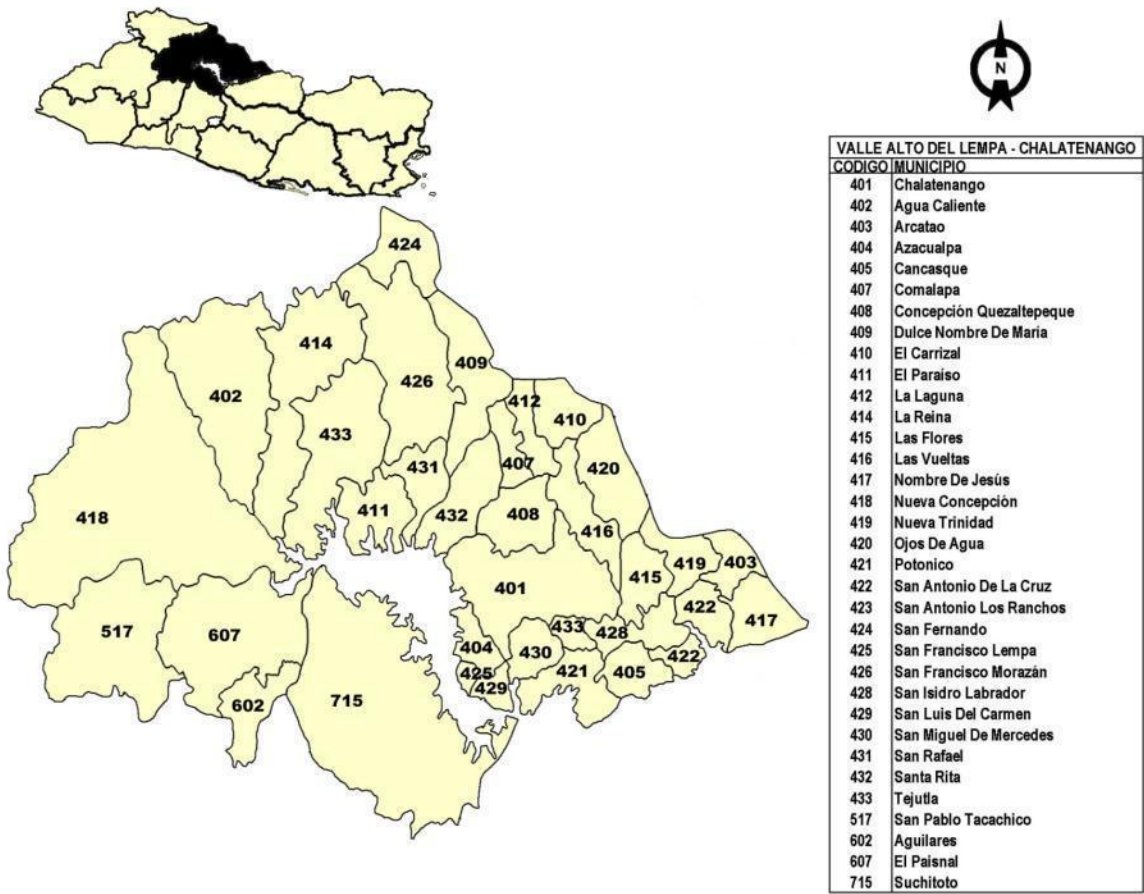 N
VALLE ALTO DEL LEMPA - CHALATENANGO
CODIGO MUNICIPIO
401 Chalatenango
402 Agua Caliente
403 Arcatao
404 Azacualpa
405 Cancasque
407 Comalapa
408 Concepción Quezaltepeque
409 Dulce Nombre De María
410 El Carrizal
411 El Paraiso
412 La Laguna
414 La Reina
415 Las Flores
416 Las Vueltas
417 Nombre De Jesús
418 Nueva Concepción
419 Nueva Trinidad
420 Ojos De Agua
421 Potonico
422 San Antonio De La Cruz
423 San Antonio Los Ranchos
424 San Fernando
425 San Francisco Lempa
426 San Francisco Morazán
428 San Isidro Labrador
429 San Luis Del Carmen
430 San Miguel De Mercedes
431 San Rafael
432 Santa Rita
433 Tejutla
517 San Pablo Tacachico
602 Aguilares
607 El Paisnal
715 Suchitoto
424
414
409
402
426
412
410
433
407
420
431
418
411
432
408
416
401
415
419
403
422
417
517
607
433
428
404
430
422
425
421
405
429
602
715